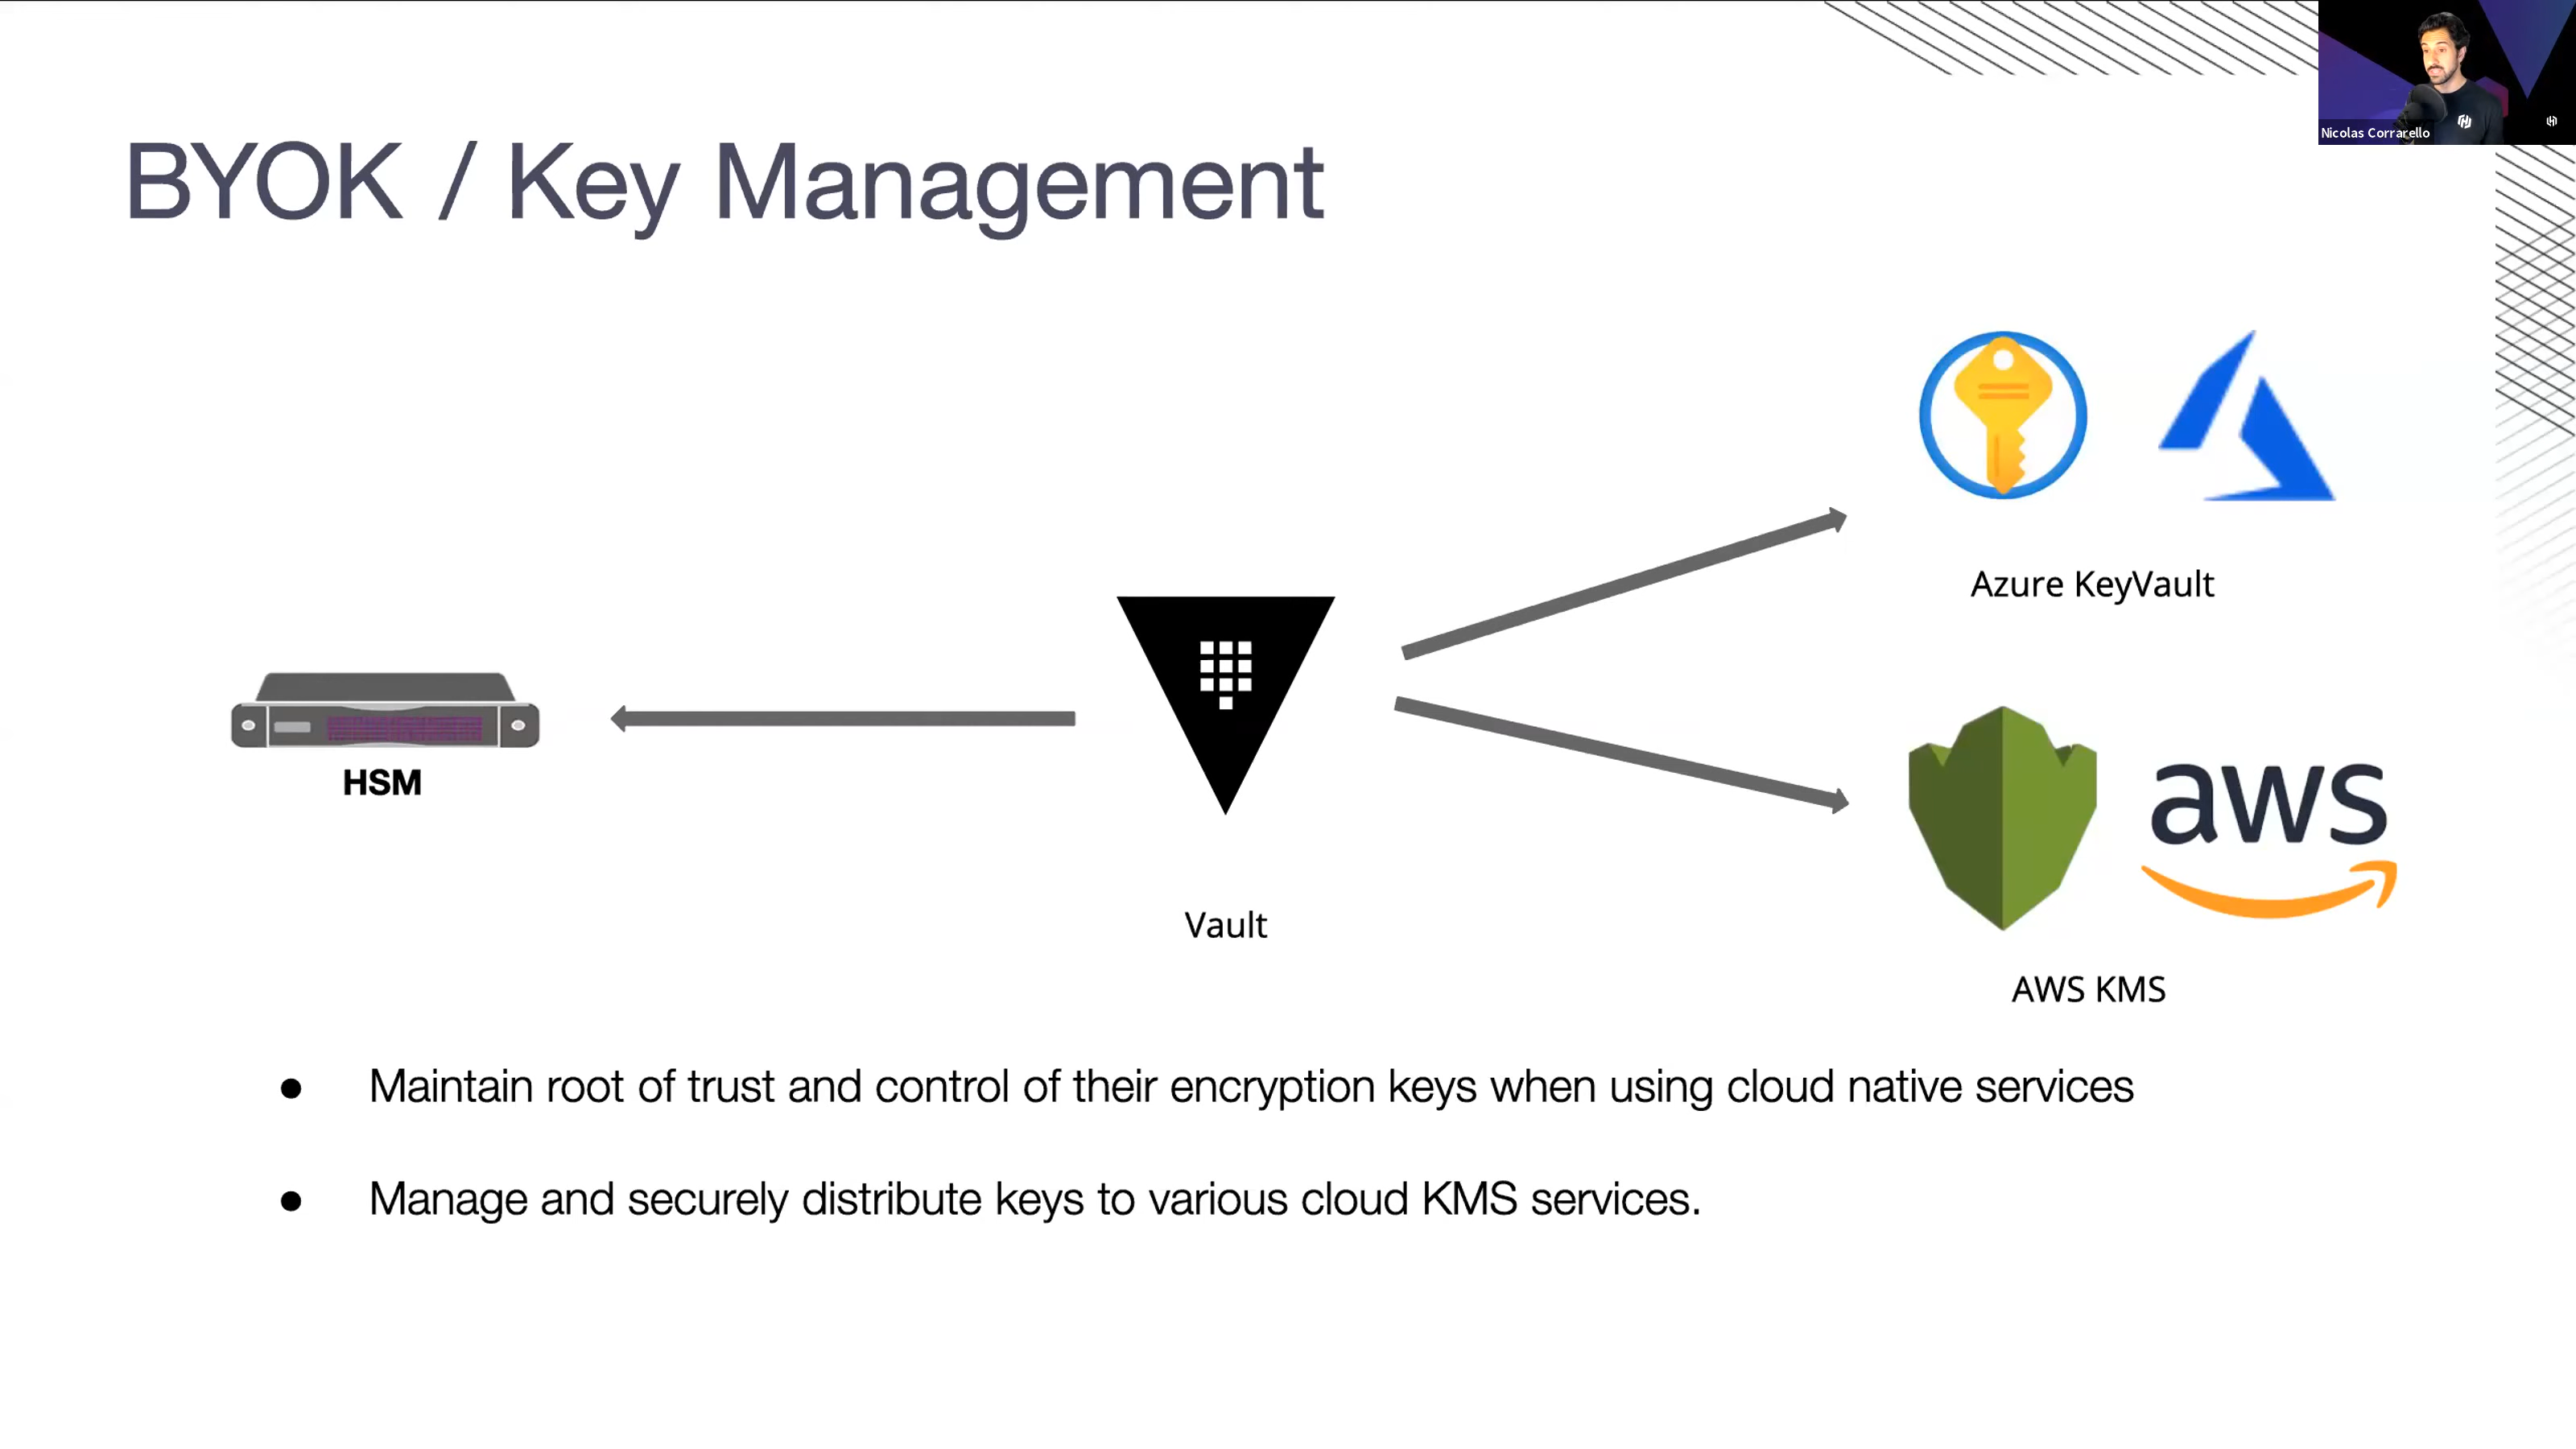 Nicolas Corrarello
BYOK / Key Management
Azure KeyVault
HSM
Vault
aws
AWS KMS
● Maintain root of trust and control of their encryption keys when using cloud native services
● Manage and securely distribute keys to various cloud KMS services.